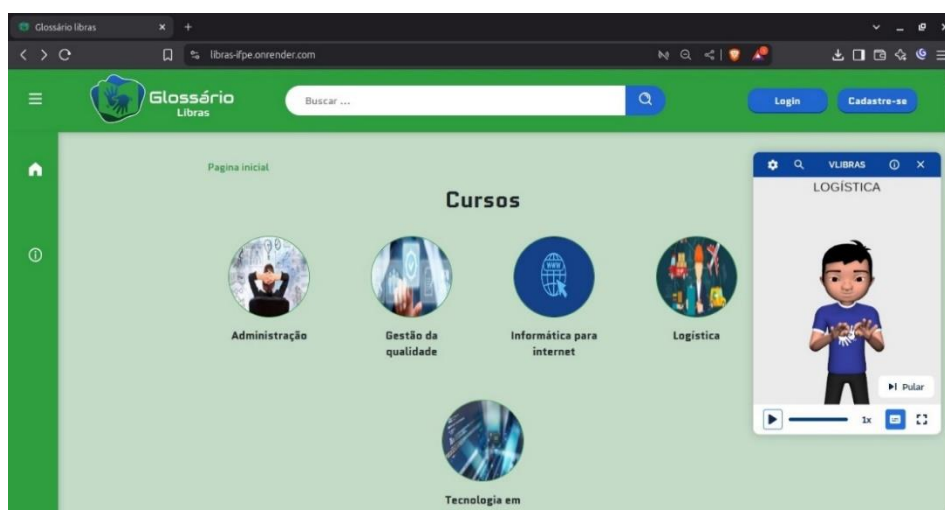 Glossário libras
libras-ifpe.onrender.com
Glossário
Libras
Buscar ...
Login
Cadastre-se
Pagina inicial
Cursos
Administração
Gestão da
qualidade
Informática para
internet
Logística
Tecnologia em
VLIBRAS
LOGÍSTICA
Pular
1x